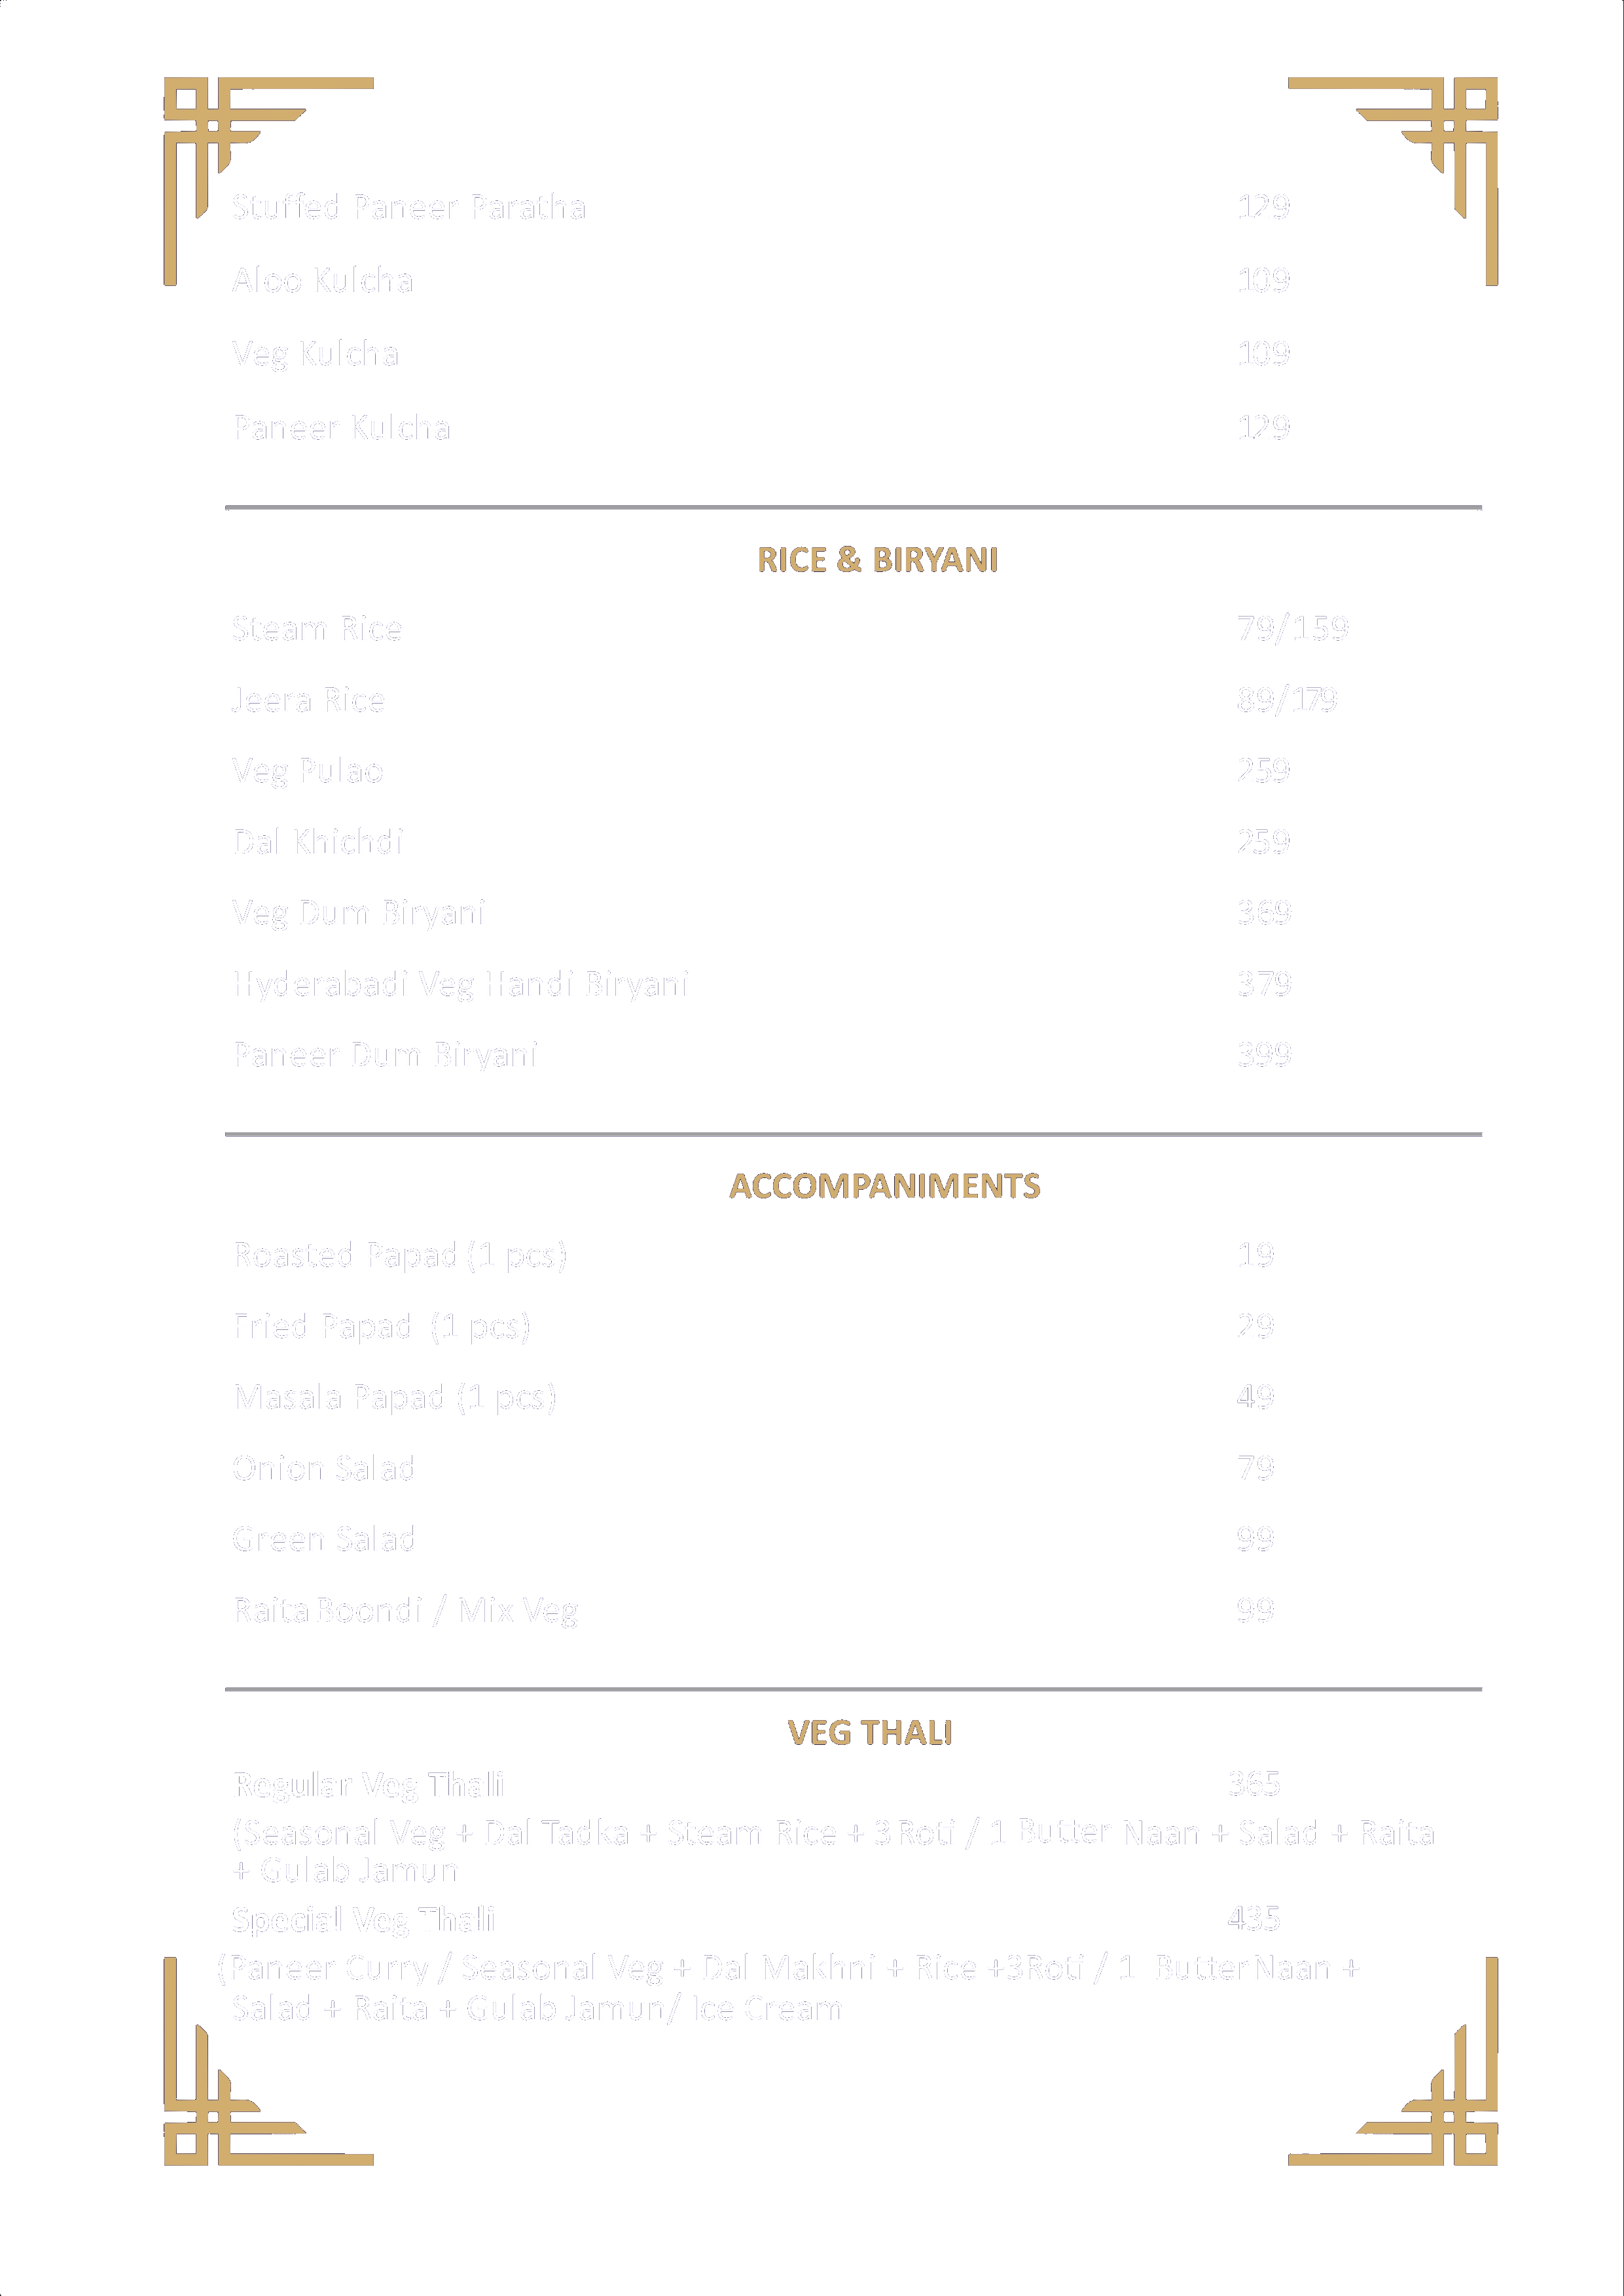 Stuffed Paneer Paratha 129
Aloo Kulcha 109
Veg Kulcha 109
Paneer Kulcha 129
RICE & BIRYANI
Steam Rice 79/159
Jeera Rice 89/179
Veg Pulao 259
Dal Khichdi 259
Veg Dum Biryani 369
Hyderabadi Veg Handi Biryani 379
Paneer Dum Biryani 399
ACCOMPANIMENTS
Roasted Papad (1 pcs) 19
Fried Papad (1 pcs) 29
Masala Papad (1 pcs) 49
Onion Salad 79
Green Salad 99
Raita Boondi / Mix Veg 99
VEG THALI
Regular Veg Thali 365
(Seasonal Veg + Dal Tadka + Steam Rice + 3 Roti / 1 Butter Naan + Salad + Raita
+ Gulab Jamun
Special Veg Thali 435
(Paneer Curry / Seasonal Veg + Dal Makhni + Rice +3Roti / 1 Butter Naan +
Salad + Raita + Gulab Jamun/ Ice Cream